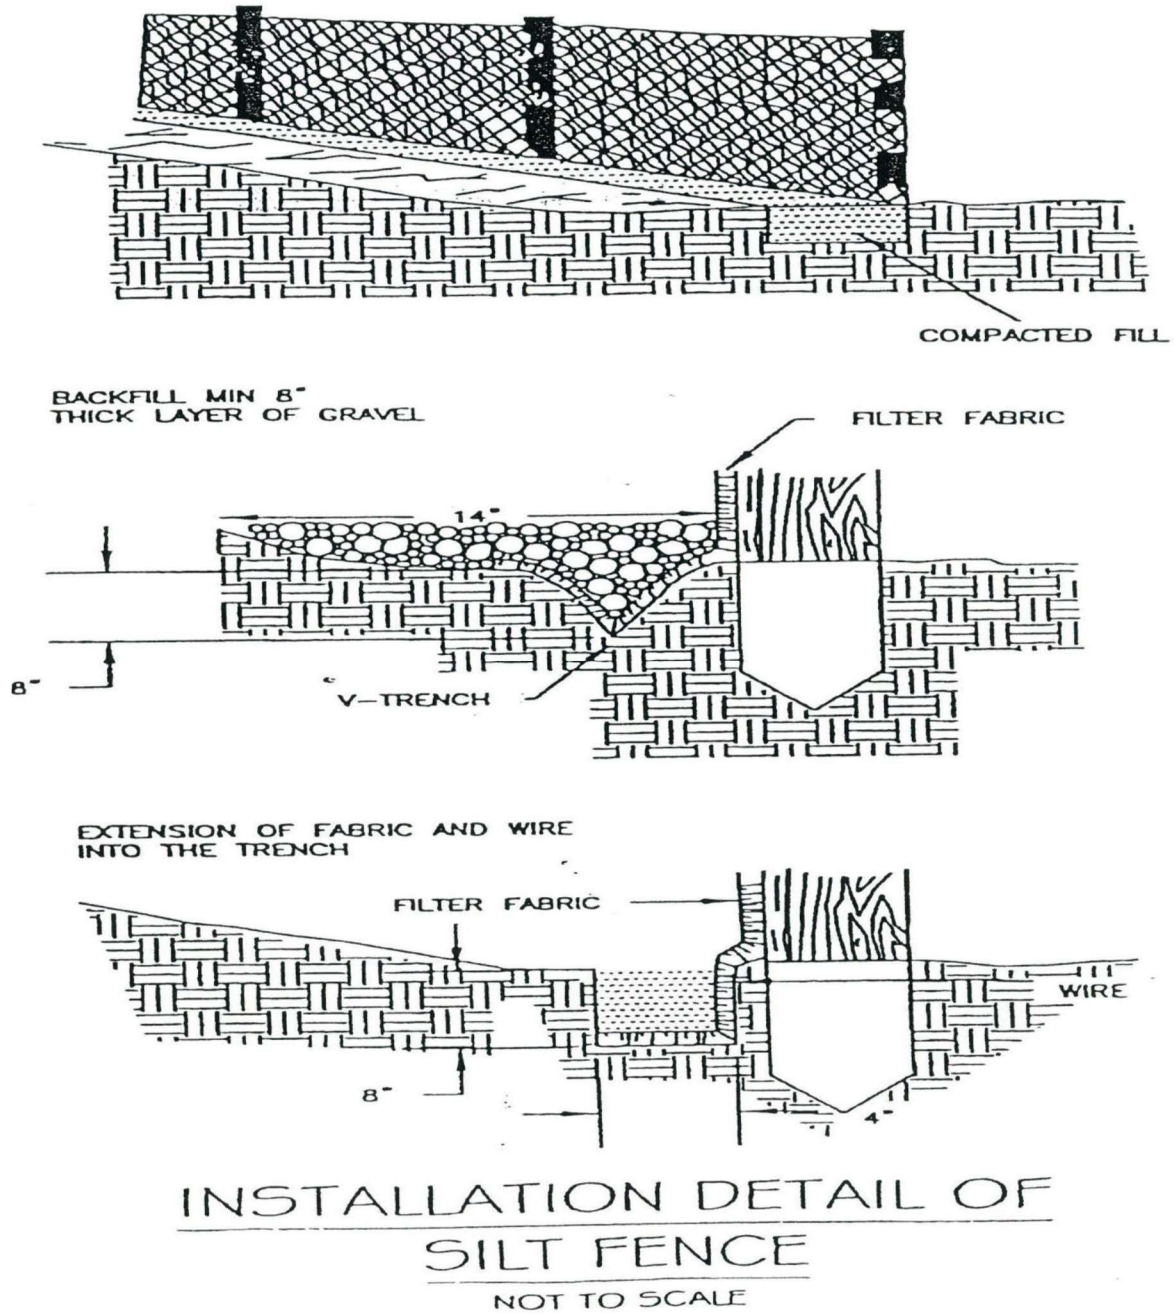 COMPACTED FILL
BACKFILL MIN 8"
THICK LAYER OF GRAVEL
FILTER FABRIC
14"
8"
V-TRENCH
EXTENSION OF FABRIC AND WIRE
INTO THE TRENCH
FILTER FABRIC
WIRE
8"
4"
INSTALLATION DETAIL OF
SILT FENCE
NOT TO SCALE